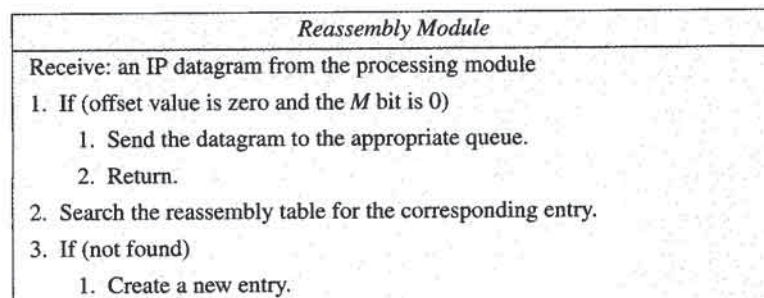 Reassembly Module
Receive: an IP datagram from the processing module
1. If (offset value is zero and the M bit is 0)
1. Send the datagram to the appropriate queue.
2. Return.
2. Search the reassembly table for the corresponding entry.
3. If (not found)
1. Create a new entry.